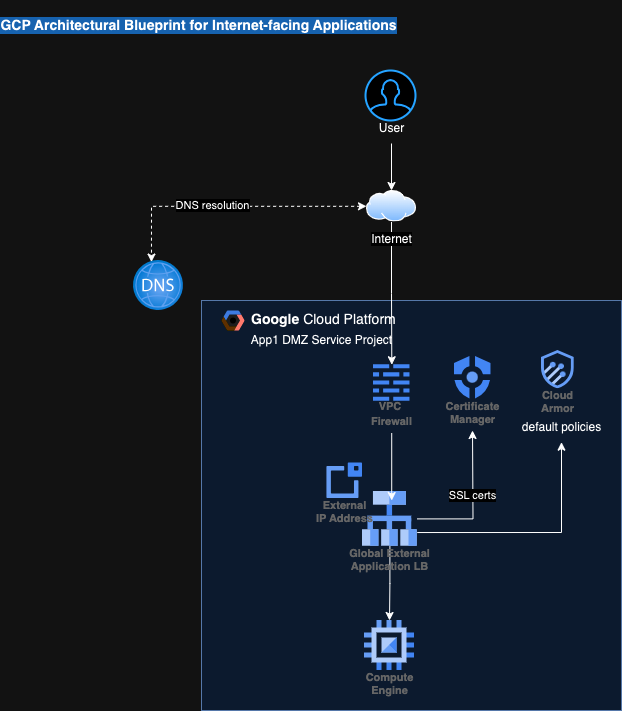 GCP Architectural Blueprint for Internet-facing Applications
User
DNS resolution
Internet
DNS
Google Cloud Platform
App1 DMZ Service Project
VPC
Firewall
Certificate
Manager
Cloud
Armor
default policies
SSL certs
External
IP Address
Global External
Application LB
Compute
Engine